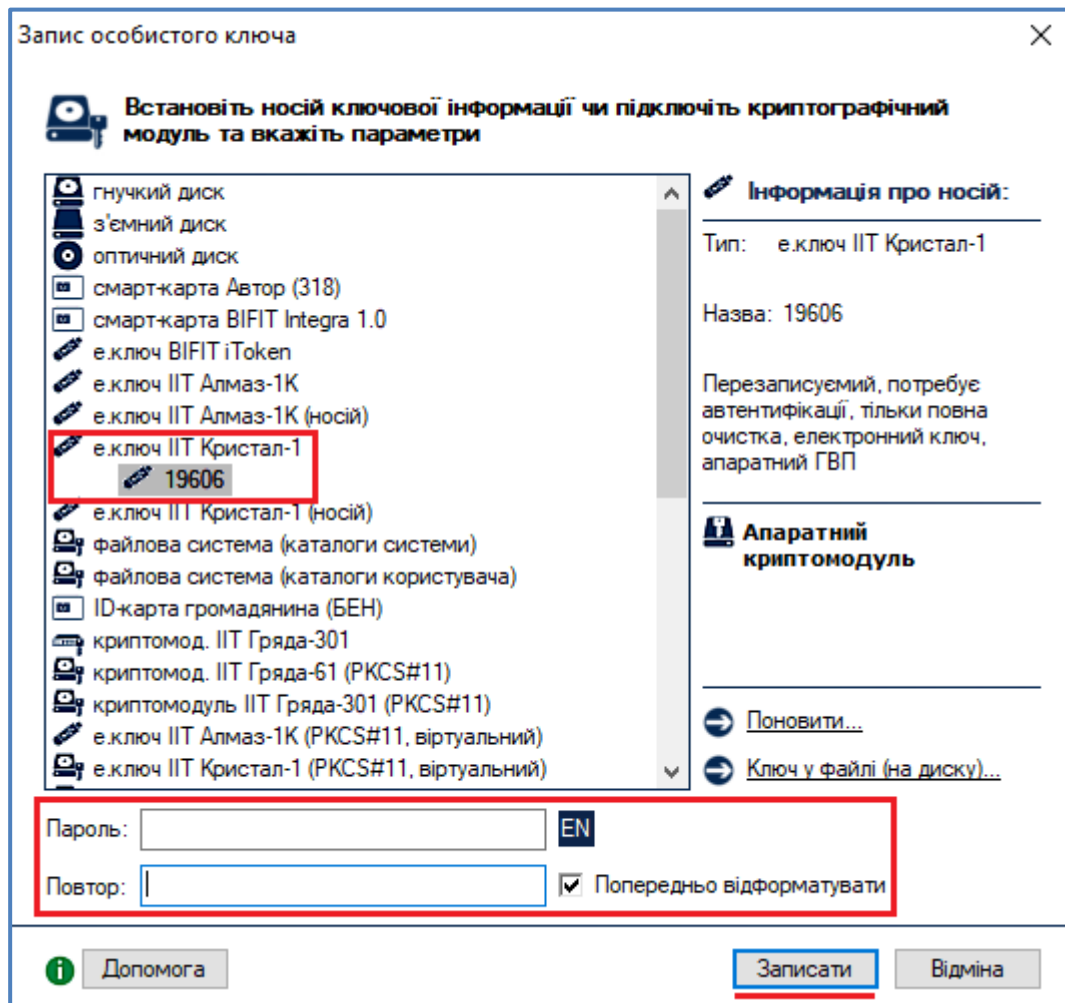 Запис особистого ключа
Встановіть носій ключової інформації чи підключіть криптографічний
модуль та вкажіть параметри
гнучкий диск
з'ємний диск
оптичний диск
смарт-карта Автор (318)
смарт-карта BIFIT Integra 1.0
е.ключ BIFIT iToken
е.ключ ІІТ Алмаз-1К
е.ключ ІІТ Алмаз-1К (носій)
е.ключ ІІТ Кристал-1
19606
е.ключ ІІТ Кристал-1 (носій)
файлова система (каталоги системи)
файлова система (каталоги користувача)
ID-карта громадянина (БЕН)
криптомод. ІІТ Гряда-301
криптомод. ІІТ Гряда-61 (PKCS#11)
криптомодуль ІІТ Гряда-301 (PKCS#11)
е.ключ ІІТ Алмаз-1К (PKCS#11, віртуальний)
е.ключ ІІТ Кристал-1 (PKCS#11, віртуальний)
Інформація про носій:
Тип: е.ключ ІІТ Кристал-1
Назва: 19606
Перезаписуємий, потребує
автентифікації, тільки повна
очистка, електронний ключ,
апаратний ГВП
Апаратний
криптомодуль
Поновити...
Ключ у файлі (на диску)...
Пароль: EN
Повтор: Попередньо відформатувати
Допомога Записати Відміна